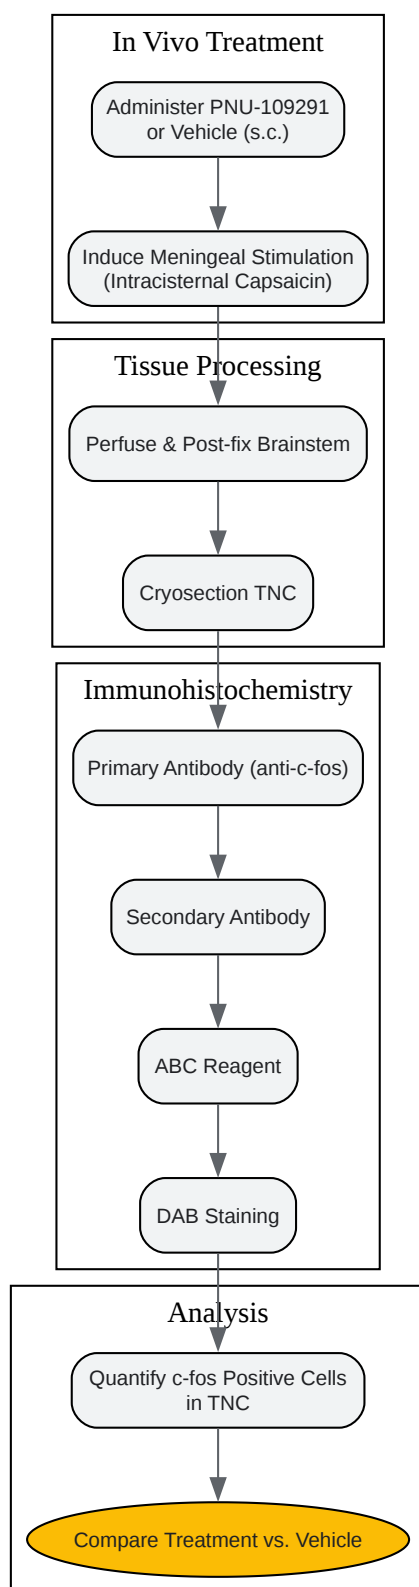 In Vivo Treatment
Administer PNU-109291
or Vehicle (s.c.)
Induce Meningeal Stimulation
(Intracisternal Capsaicin)
Tissue Processing
Perfuse & Post-fix Brainstem
Cryosection TNC
Immunohistochemistry
Primary Antibody (anti-c-fos)
Secondary Antibody
ABC Reagent
DAB Staining
Analysis
Quantify c-fos Positive Cells
in TNC
Compare Treatment vs. Vehicle